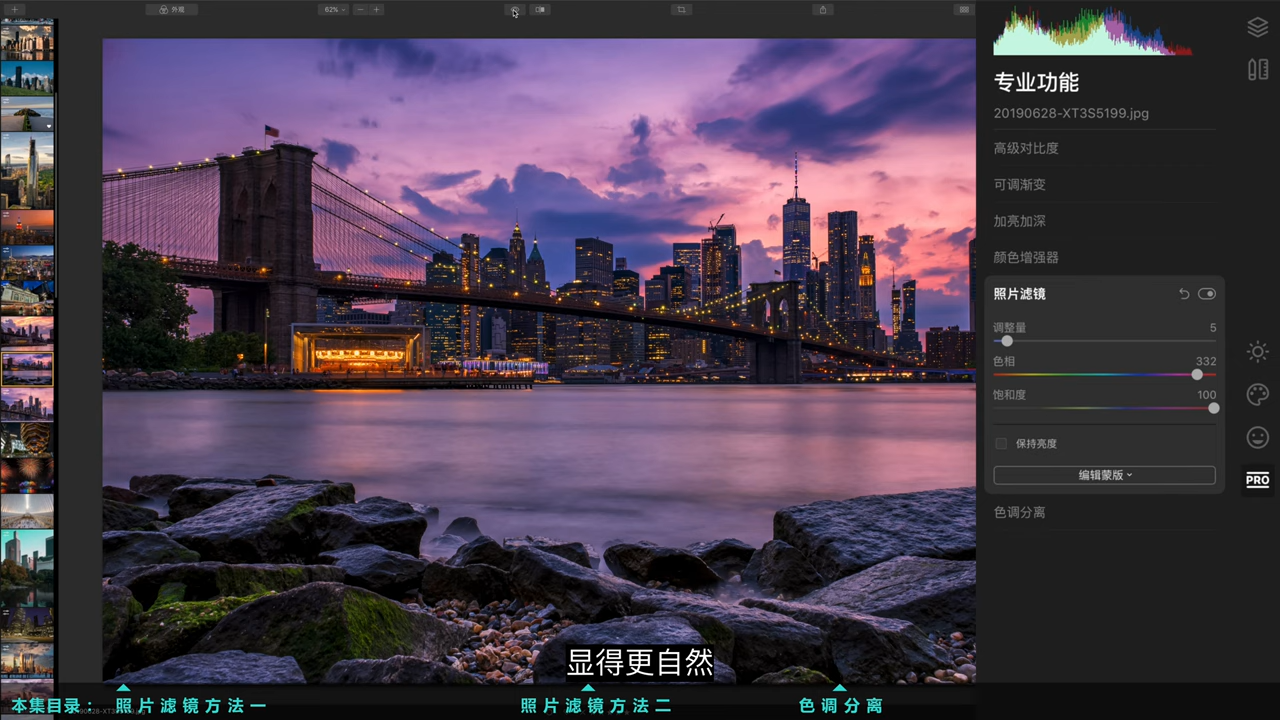 外观
62%
专业功能
20190628-XT3S5199.jpg
高级对比度
可调渐变
加亮加深
颜色增强器
照片滤镜
调整量 5
色相 332
饱和度 100
保持亮度
编辑蒙版
PRO
色调分离
显得更自然
本集目录： 照片滤镜方法一 照片滤镜方法二 色调分离